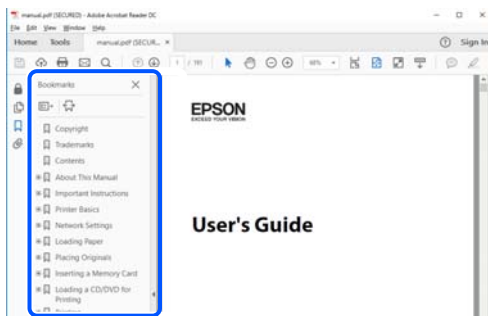 manual.pdf (SECURED) - Adobe Acrobat Reader DC
File Edit View Window Help
Home Tools manual.pdf (SECUR... × Sign In
1 / 191
Bookmarks
EPSON
EXCEED YOUR VISION
Copyright
Trademarks
Contents
About This Manual
Important Instructions
Printer Basics
Network Settings
User's Guide
Loading Paper
Placing Originals
Inserting a Memory Card
Loading a CD/DVD for
Printing